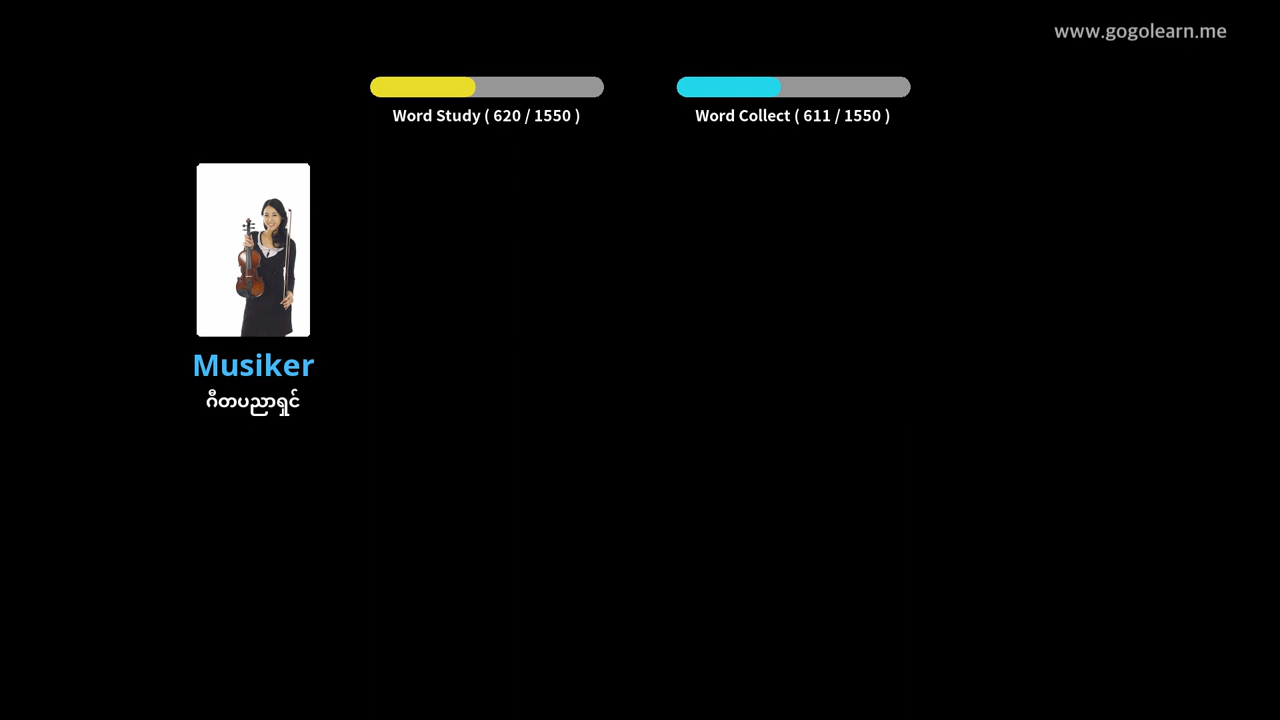 www.gogolearn.me
Word Study ( 620 / 1550 )
Word Collect ( 611 / 1550 )
Musiker
ဂီတပညာရှင်